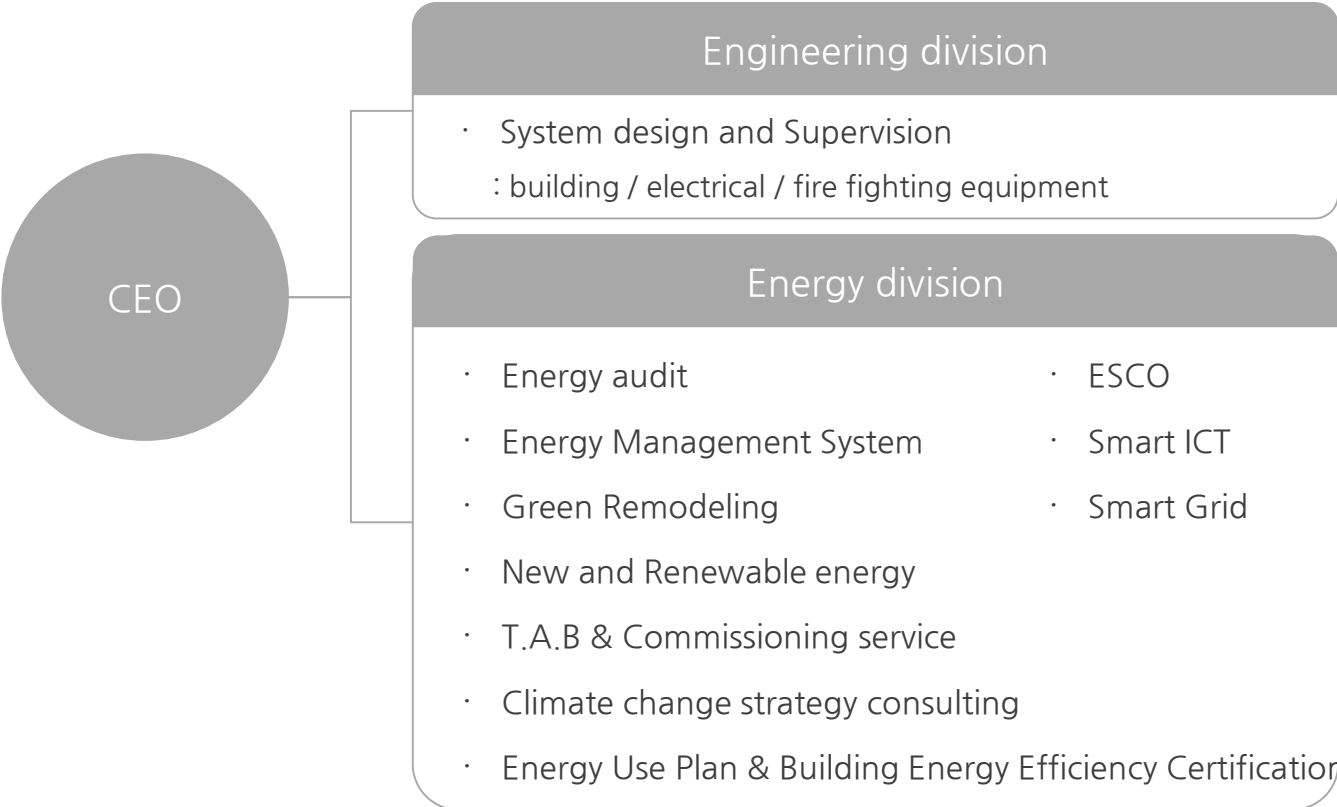 Engineering division
· System design and Supervision
: building / electrical / fire fighting equipment
CEO
Energy division
· Energy audit
· Energy Management System
· Green Remodeling
· New and Renewable energy
· T.A.B & Commissioning service
· Climate change strategy consulting
· Energy Use Plan & Building Energy Efficiency Certification
· ESCO
· Smart ICT
· Smart Grid